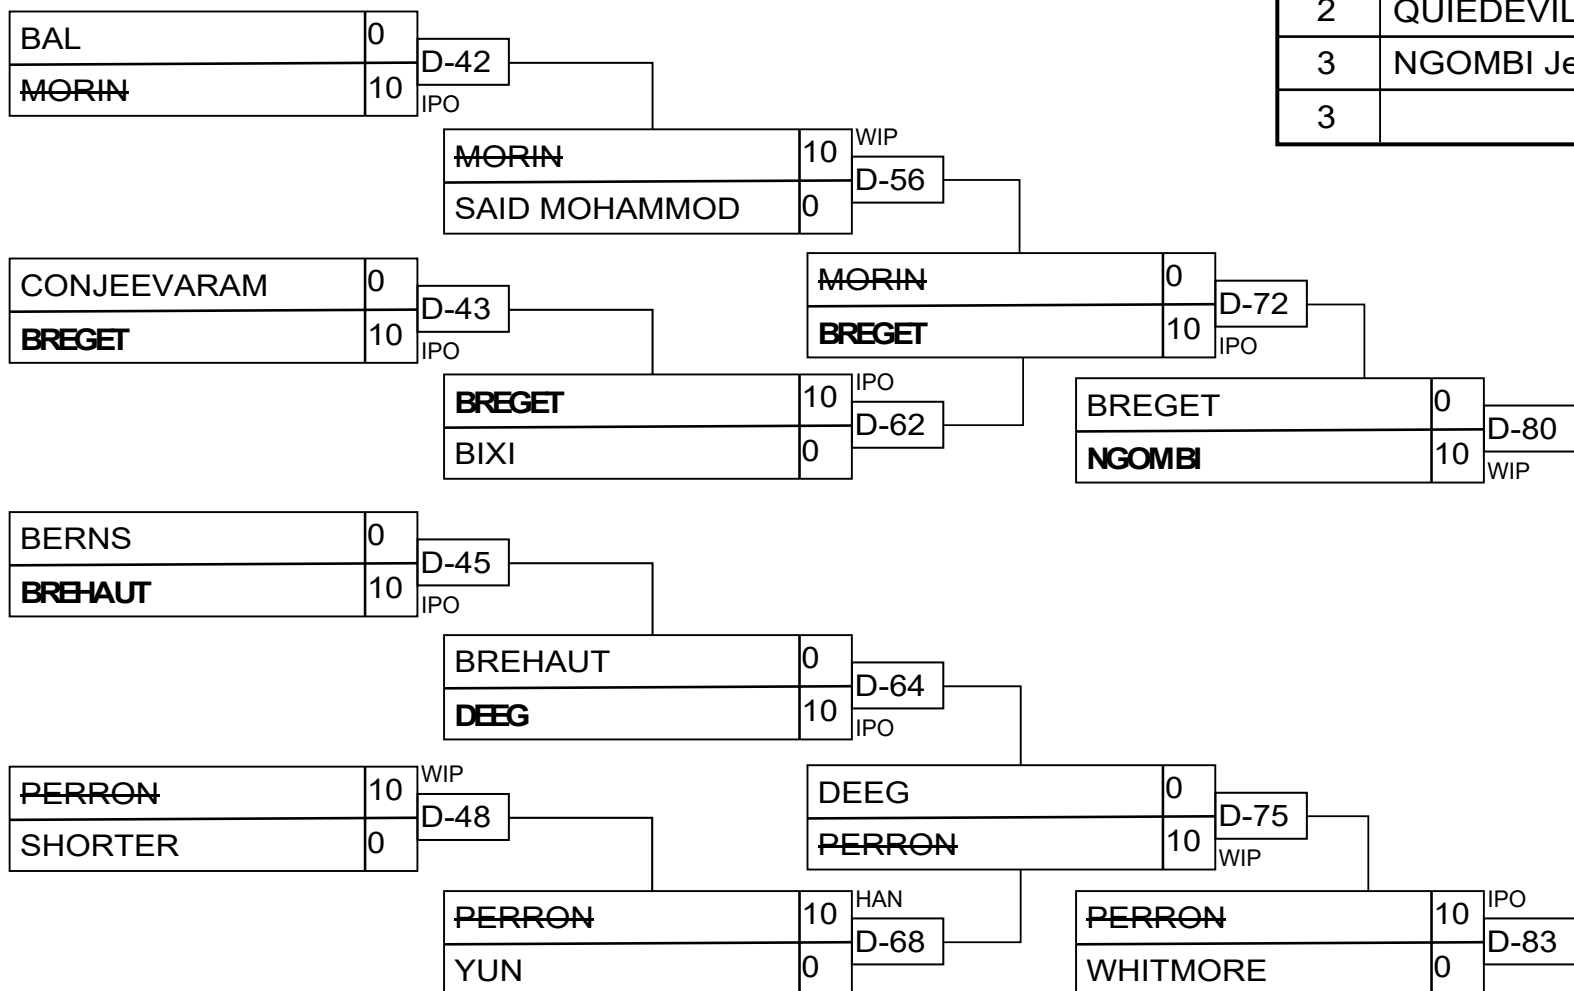 2 QUIEDEVIL
3 NGOMBI Je
3
BAL 0
MORIN 10
D-42
IPO
MORIN 10
SAID MOHAMMOD 0
WIP
D-56
CONJEEVARAM 0
BREGET 10
D-43
IPO
BREGET 10
BIXI 0
IPO
D-62
MORIN 0
BREGET 10
D-72
IPO
BREGET 0
NGOMBI 10
D-80
WIP
BERNS 0
BREHAUT 10
D-45
IPO
BREHAUT 0
DEEG 10
D-64
IPO
PERRON 10
SHORTER 0
WIP
D-48
PERRON 10
YUN 0
HAN
D-68
DEEG 0
PERRON 10
D-75
WIP
PERRON 10
WHITMORE 0
IPO
D-83